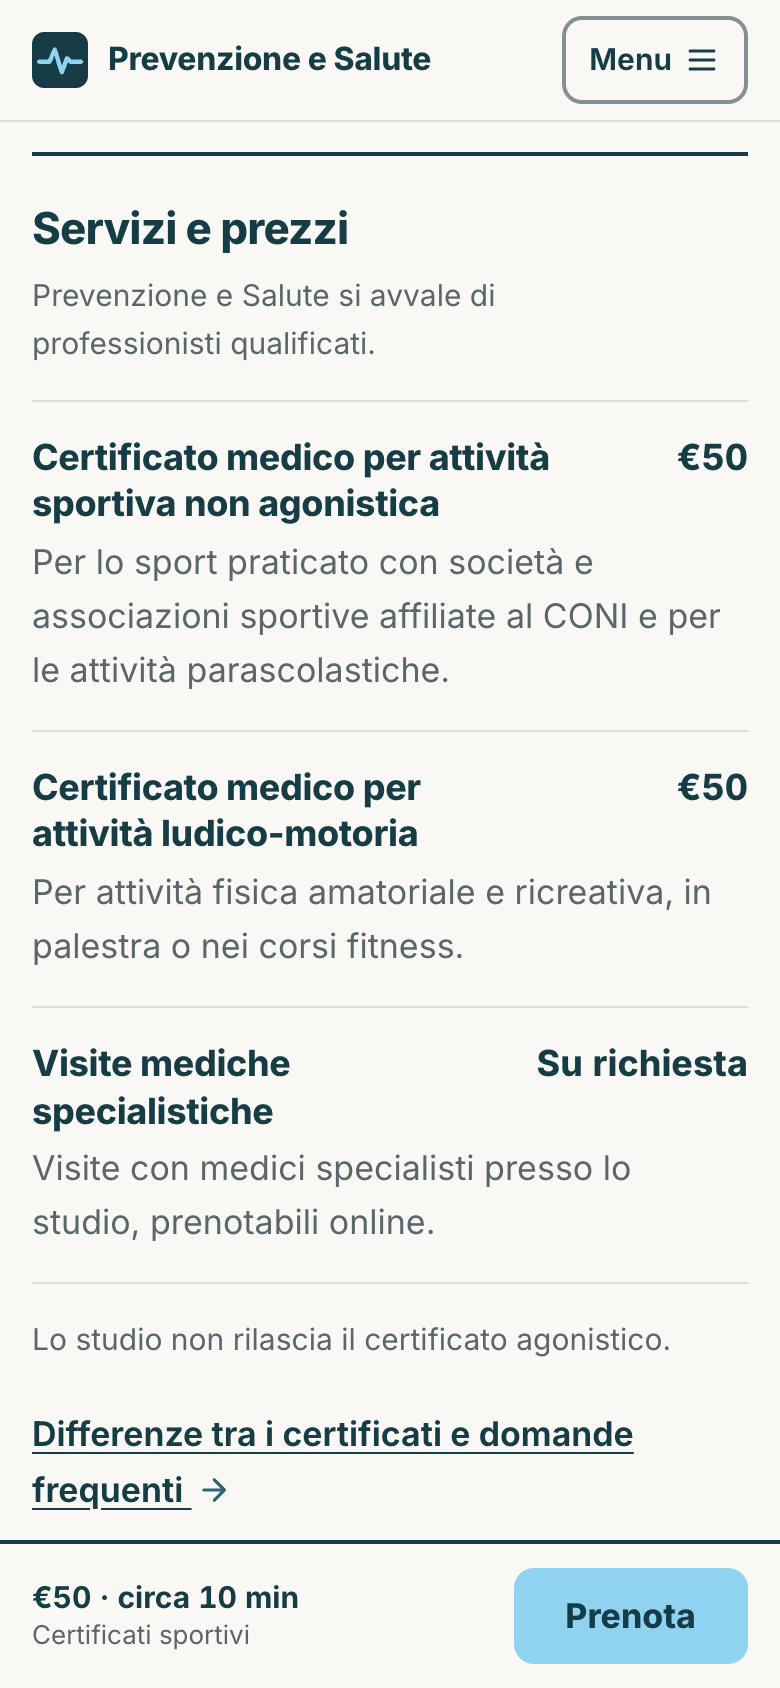 Prevenzione e Salute
Menu
Servizi e prezzi
Prevenzione e Salute si avvale di
professionisti qualificati.
Certificato medico per attività
sportiva non agonistica
€50
Per lo sport praticato con società e
associazioni sportive affiliate al CONI e per
le attività parascolastiche.
Certificato medico per
attività ludico-motoria
€50
Per attività fisica amatoriale e ricreativa, in
palestra o nei corsi fitness.
Visite mediche
specialistiche
Su richiesta
Visite con medici specialisti presso lo
studio, prenotabili online.
Lo studio non rilascia il certificato agonistico.
Differenze tra i certificati e domande
frequenti →
€50 · circa 10 min
Certificati sportivi
Prenota